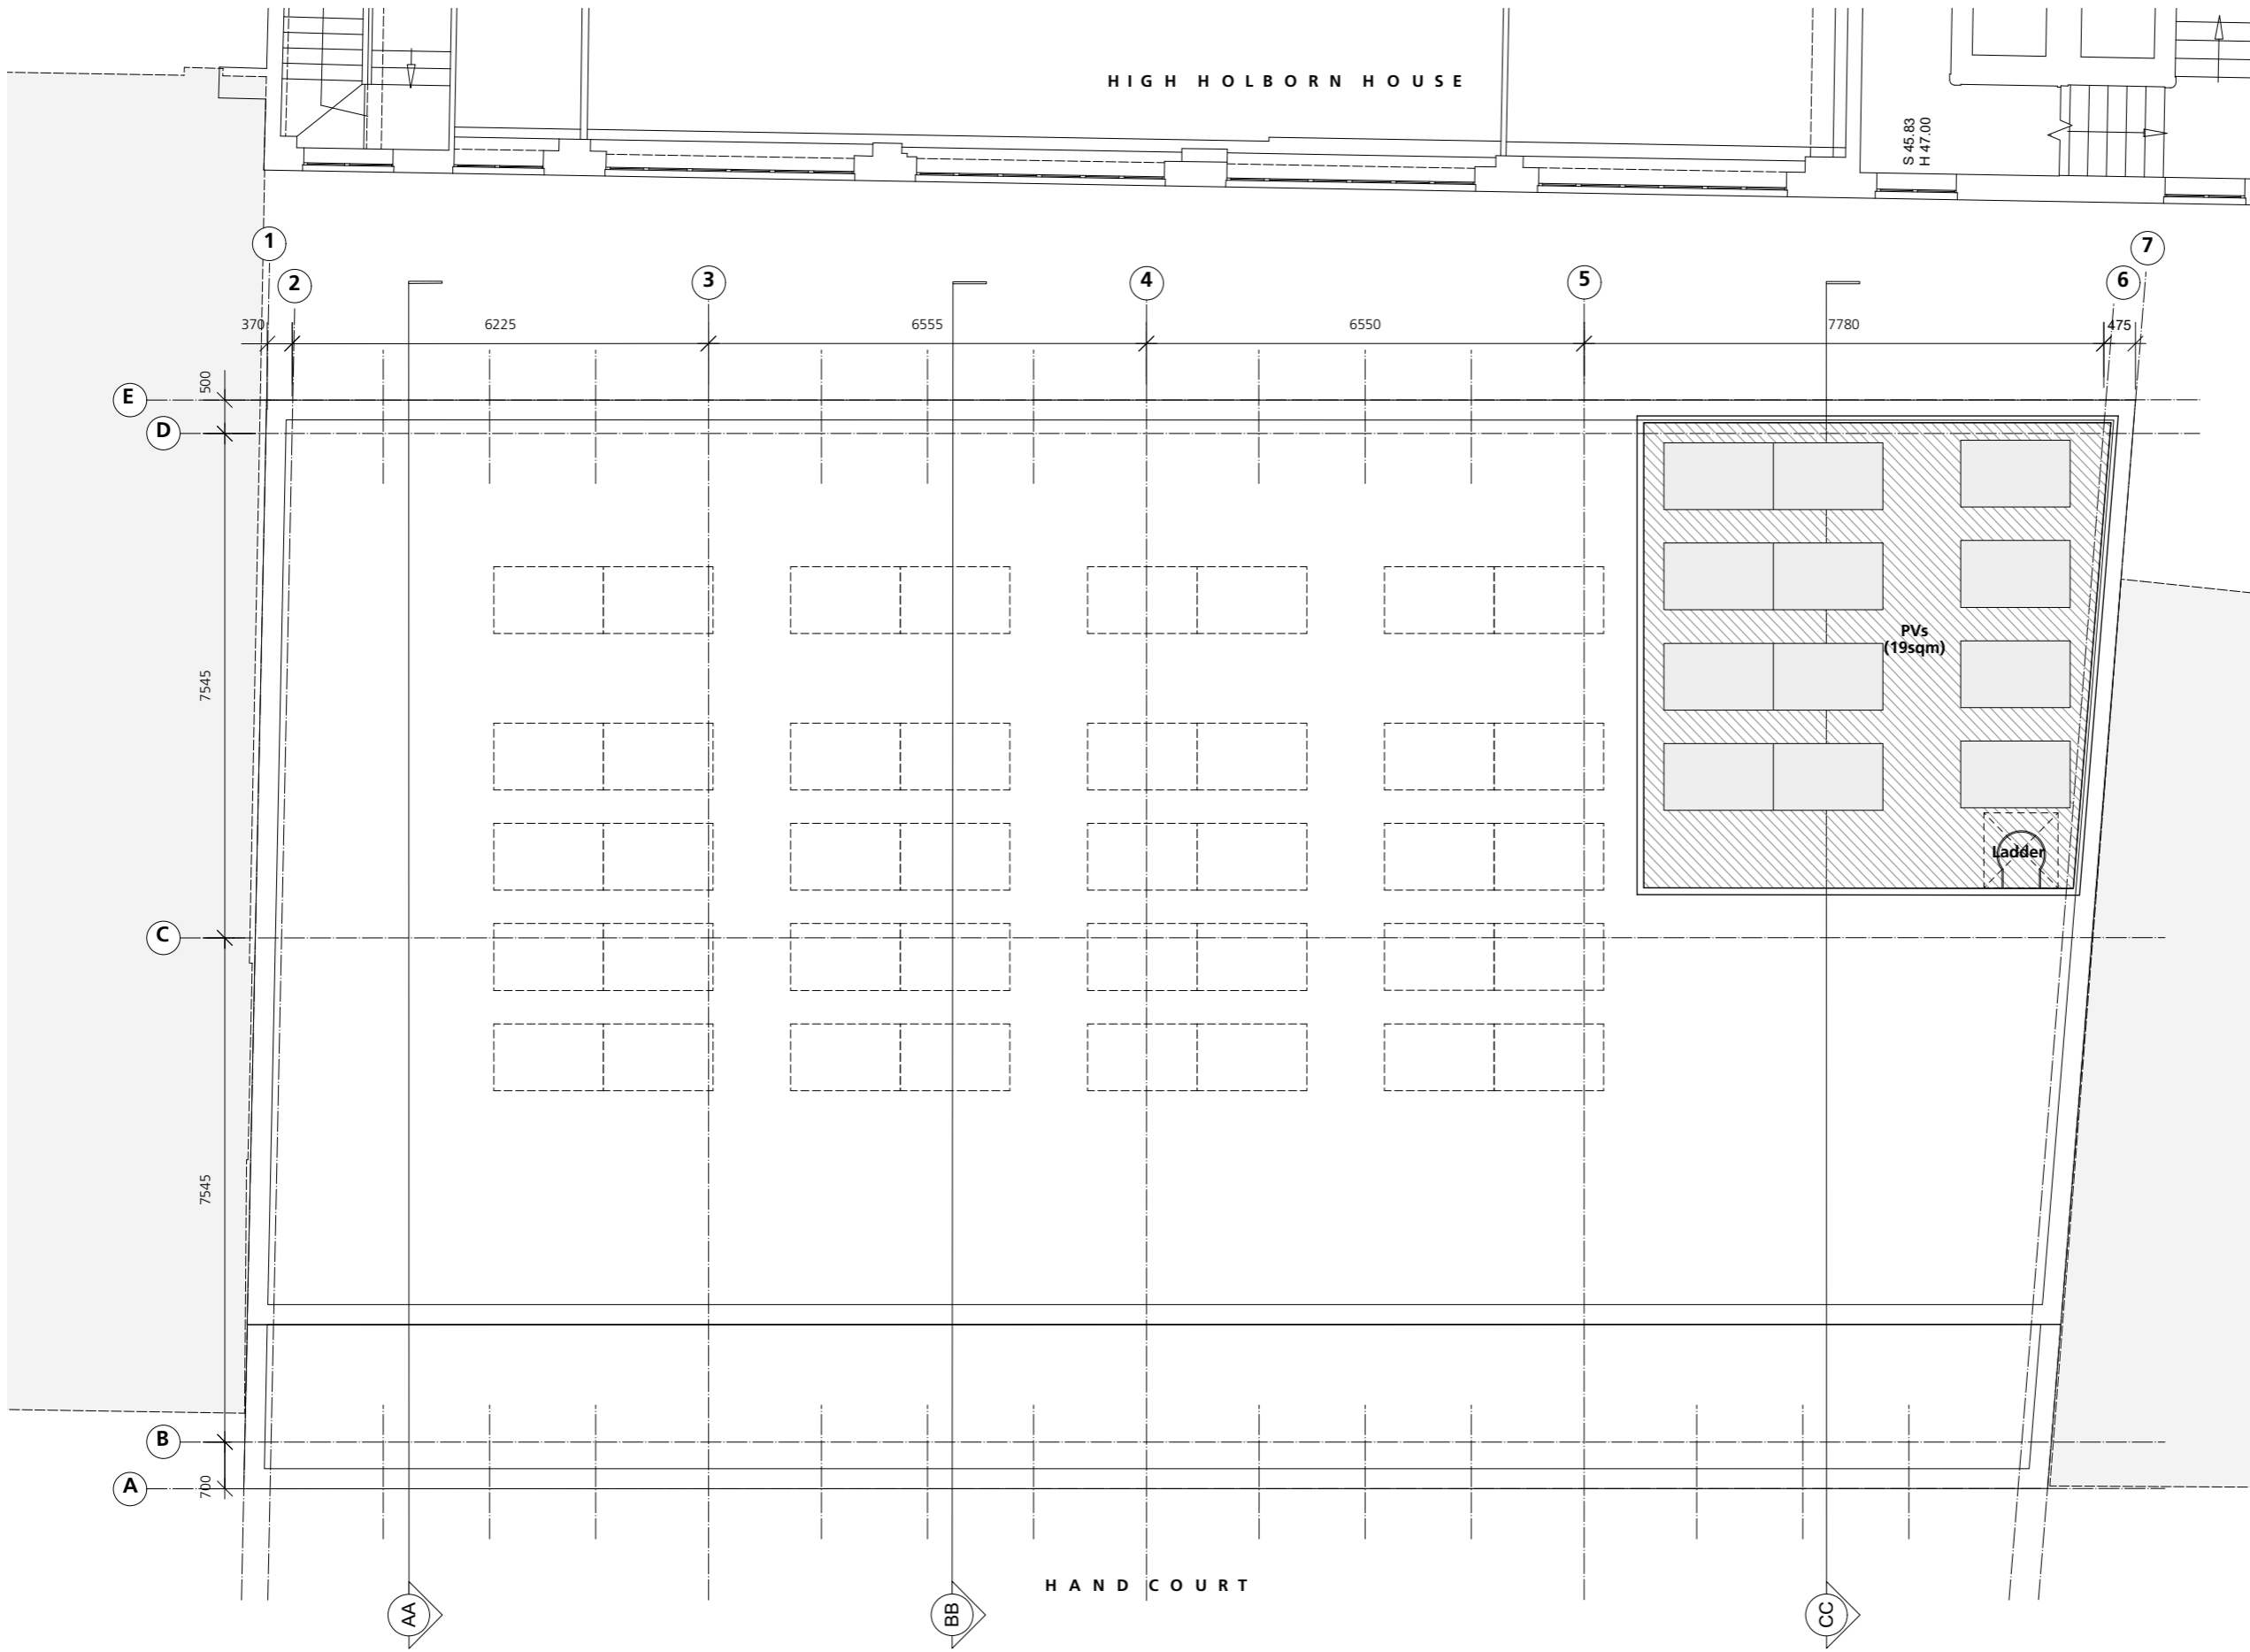 HIGH HOLBORN HOUSE
S 45.83
H 47.00
1
2
3
4
5
6
7
370
6225
6555
6550
7780
475
E
500
D
7545
PVs
(19sqm)
Ladder
C
7545
B
700
A
HAND COURT
AA
BB
CC